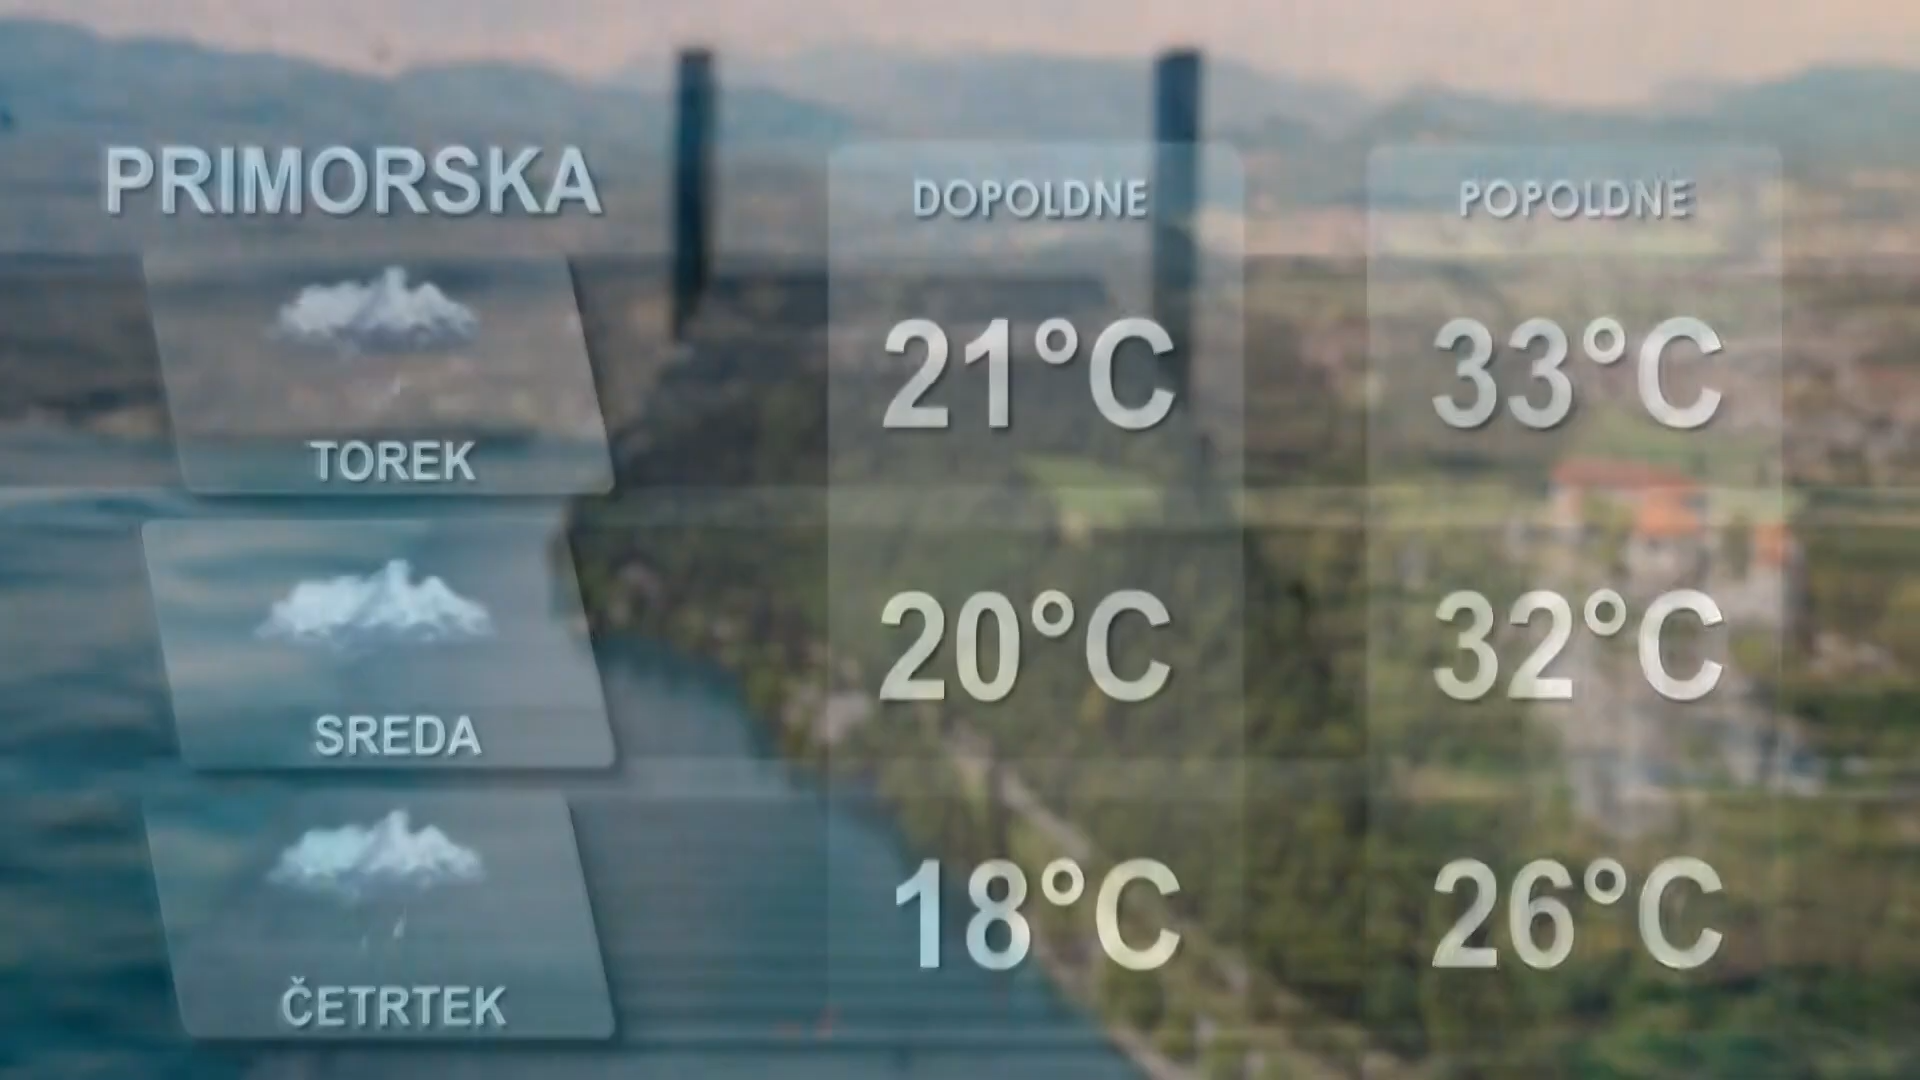 PRIMORSKA DOPOLDNE POPOLDNE
TOREK 21°C 33°C
SREDA 20°C 32°C
ČETRTEK 18°C 26°C